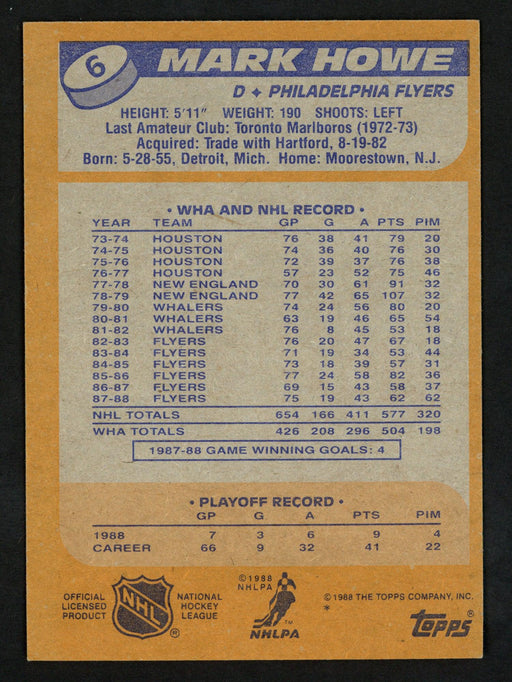 6
MARK HOWE
D ✦ PHILADELPHIA FLYERS
HEIGHT: 5'11" WEIGHT: 190 SHOOTS: LEFT
Last Amateur Club: Toronto Marlboros (1972-73)
Acquired: Trade with Hartford, 8-19-82
Born: 5-28-55, Detroit, Mich. Home: Moorestown, N.J.
• WHA AND NHL RECORD •
YEAR TEAM GP G A PTS PIM
73-74 HOUSTON 76 38 41 79 20
74-75 HOUSTON 74 36 40 76 30
75-76 HOUSTON 72 39 37 76 38
76-77 HOUSTON 57 23 52 75 46
77-78 NEW ENGLAND 70 30 61 91 32
78-79 NEW ENGLAND 77 42 65 107 32
79-80 WHALERS 74 24 56 80 20
80-81 WHALERS 63 19 46 65 54
81-82 WHALERS 76 8 45 53 18
82-83 FLYERS 76 20 47 67 18
83-84 FLYERS 71 19 34 53 44
84-85 FLYERS 73 18 39 57 31
85-86 FLYERS 77 24 58 82 36
86-87 FLYERS 69 15 43 58 37
87-88 FLYERS 75 19 43 62 62
NHL TOTALS 654 166 411 577 320
WHA TOTALS 426 208 296 504 198
1987-88 GAME WINNING GOALS: 4
• PLAYOFF RECORD •
GP G A PTS PIM
1988 7 3 6 9 4
CAREER 66 9 32 41 22
OFFICIAL LICENSED PRODUCT
NHL
®
NATIONAL HOCKEY LEAGUE
©1988 NHLPA
TM
NHLPA
©1988 THE TOPPS COMPANY, INC.
*
topps®